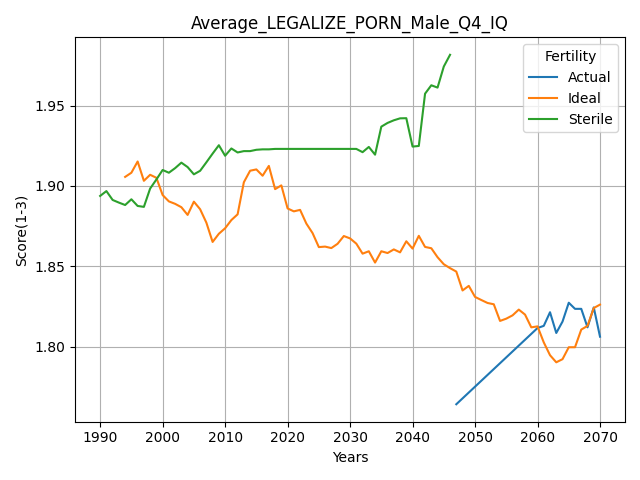 Average_LEGALIZE_PORN_Male_Q4_IQ
Fertility
Actual
Ideal
Sterile
Score(1-3)
1.95
1.90
1.85
1.80
1990 2000 2010 2020 2030 2040 2050 2060 2070
Years